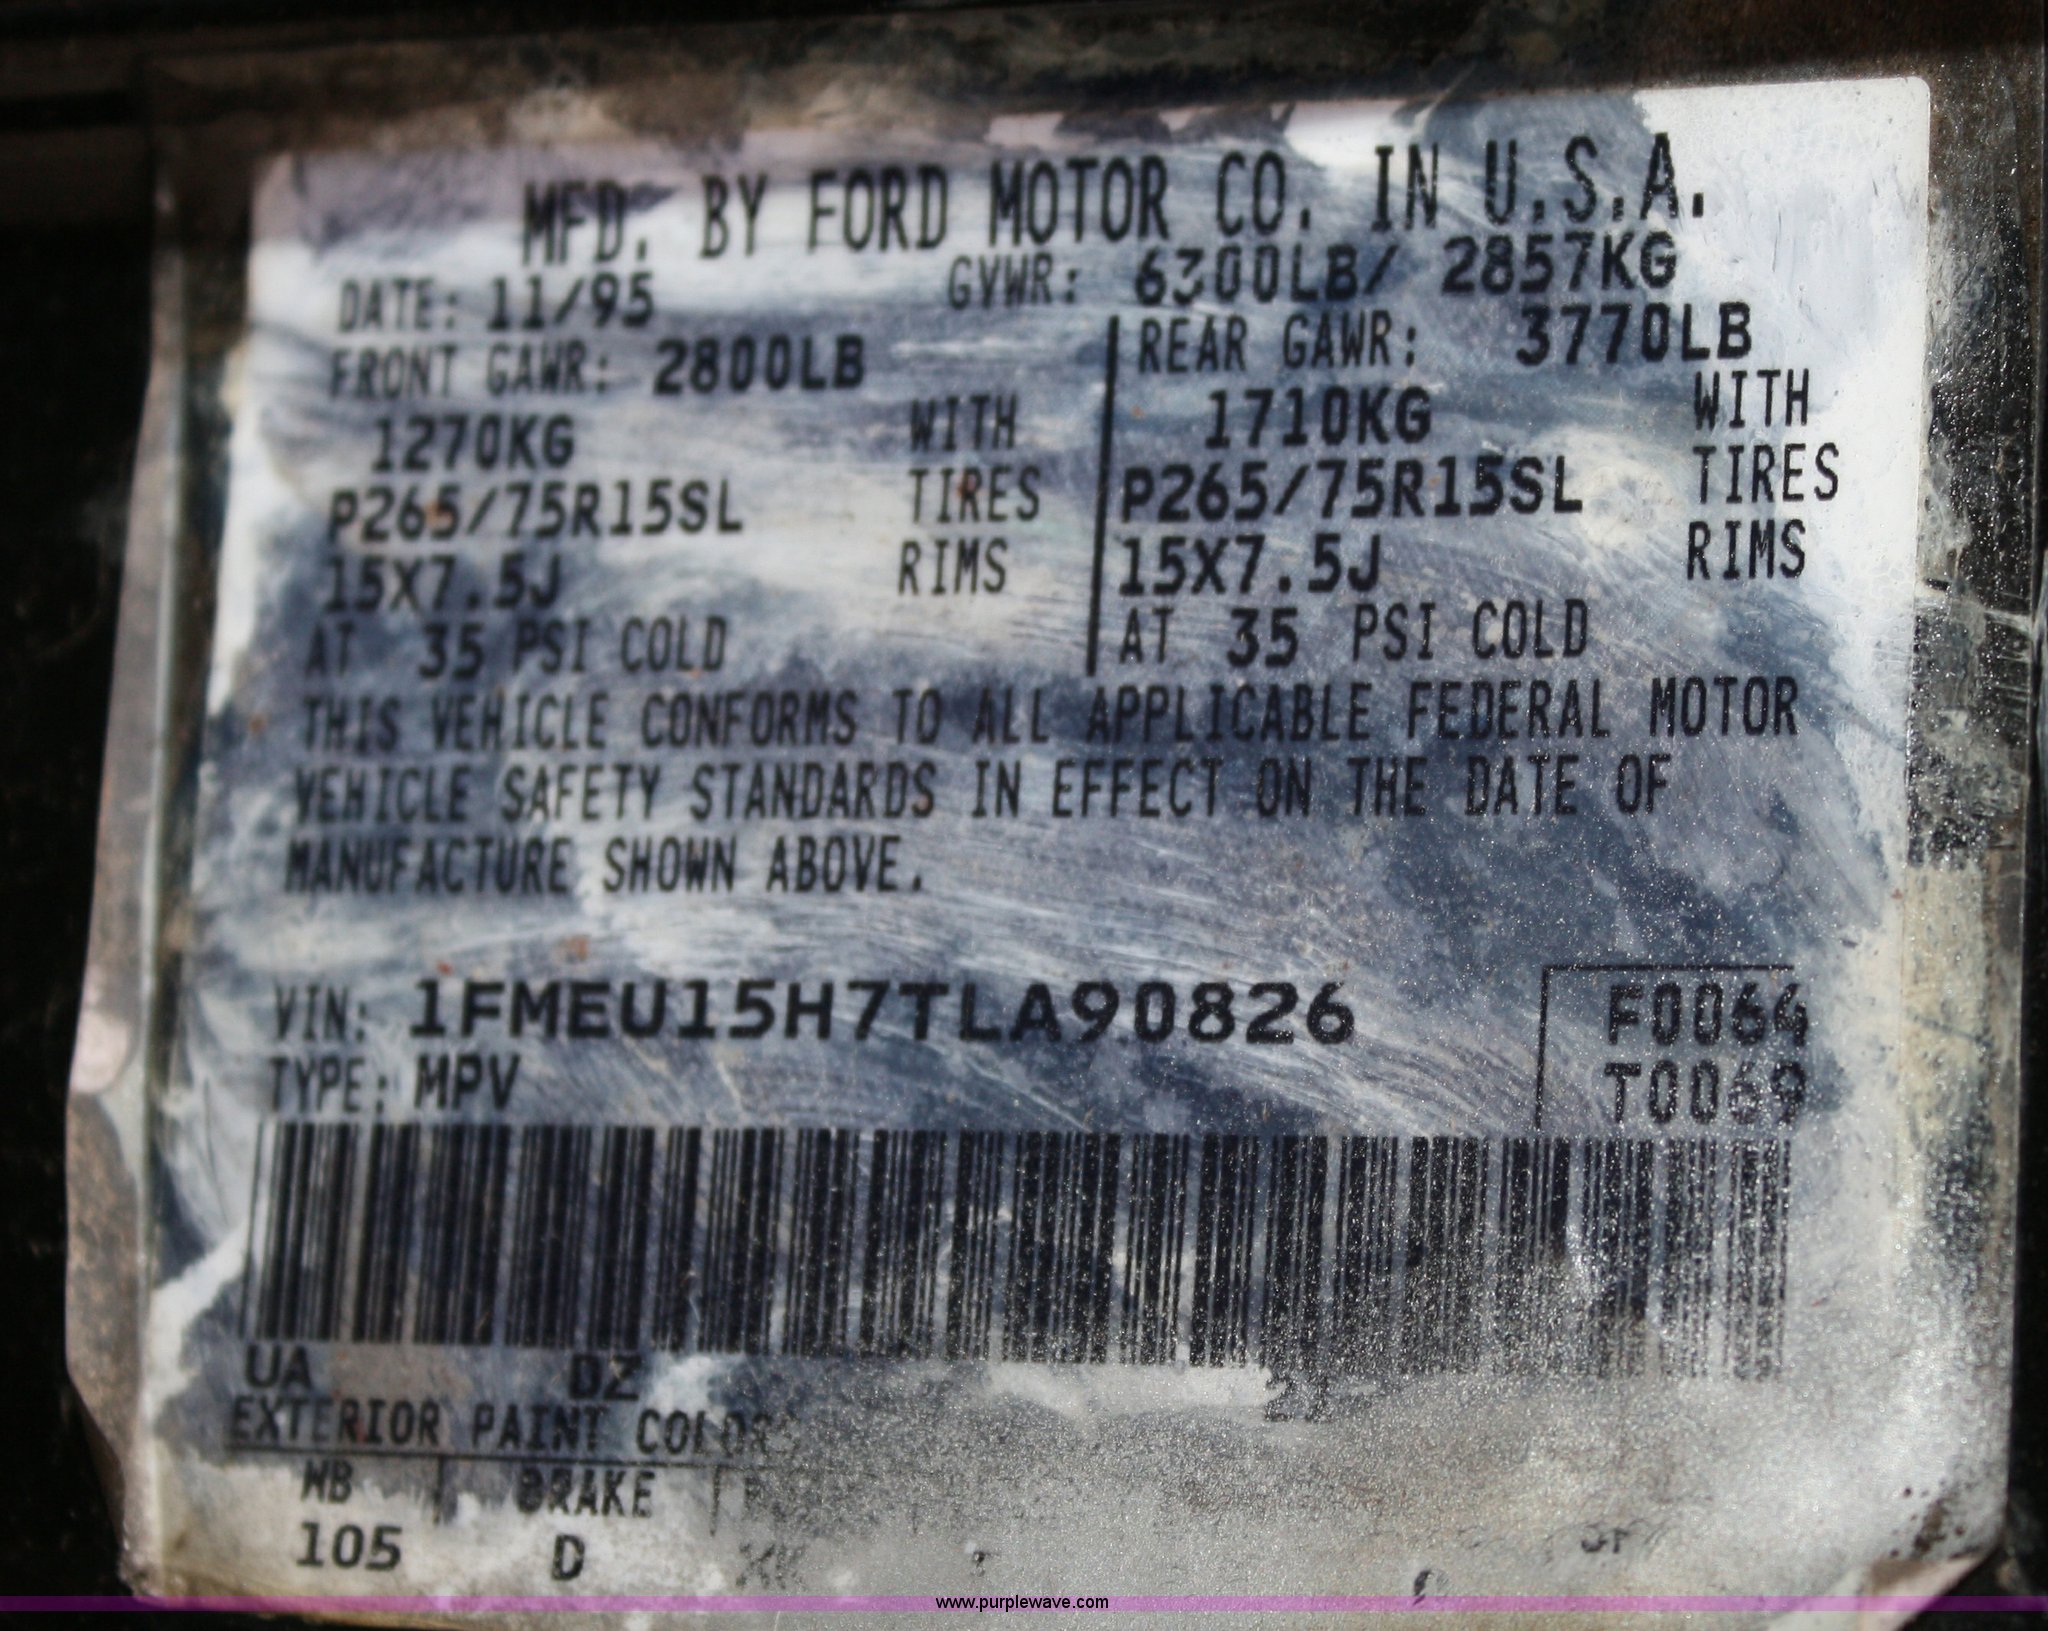 MFD. BY FORD MOTOR CO. IN U.S.A.
DATE: 11/95 GVWR: 6300LB/ 2857KG
FRONT GAWR: 2800LB REAR GAWR: 3770LB
1270KG WITH 1710KG WITH
P265/75R15SL TIRES P265/75R15SL TIRES
15X7.5J RIMS 15X7.5J RIMS
AT 35 PSI COLD AT 35 PSI COLD
THIS VEHICLE CONFORMS TO ALL APPLICABLE FEDERAL MOTOR
VEHICLE SAFETY STANDARDS IN EFFECT ON THE DATE OF
MANUFACTURE SHOWN ABOVE.
VIN: 1FMEU15H7TLA90826 F0064
TYPE: MPV T0069
UA DZ
EXTERIOR PAINT COLORS
WB BRAKE
105 D
www.purplewave.com